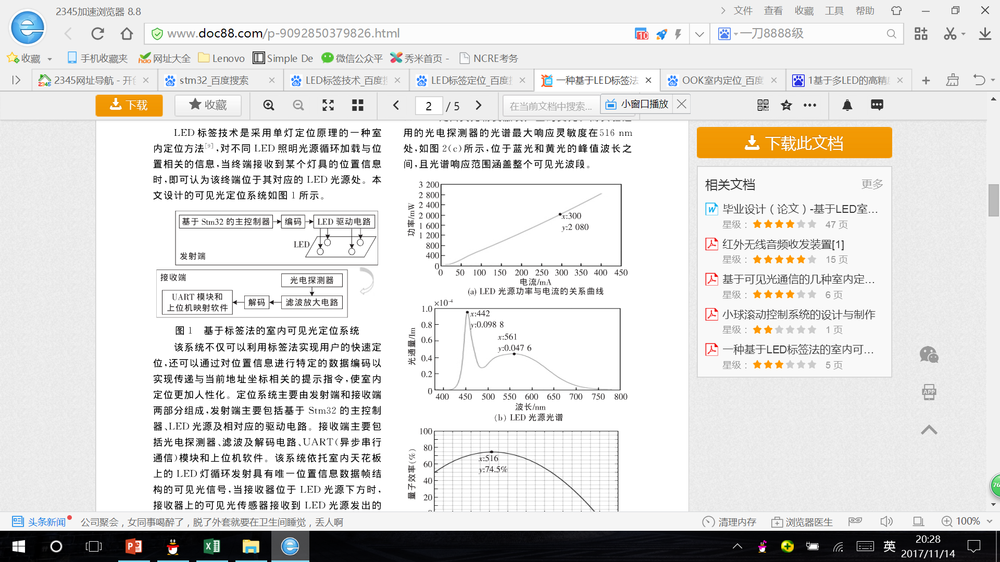 2345加速浏览器 8.8
文件 查看 收藏 工具 帮助
www.doc88.com/p-9092850379826.html
10
一刀8888级
收藏 手机收藏夹 网址大全 Lenovo Simple De 微信公众平 秀米首页 - NCRE考务
2345网址导航 - 开
stm32_百度搜索
LED标签技术_百度
LED标签定位_百度
一种基于LED标签法
OOK室内定位_百度
1基于多LED的高精
下载
收藏
2 / 5
在当前文档中搜索...
小窗口播放
LED 标签技术是采用单灯定位原理的一种室
内定位方法[9],对不同 LED 照明光源循环加载与位
置相关的信息,当终端接收到某个灯具的位置信息
时,即可认为该终端位于其对应的 LED 光源处。本
文设计的可见光定位系统如图 1 所示。
基于 Stm32 的主控制器
编码
LED 驱动电路
LED
发射端
接收端
光电探测器
UART 模块和
上位机映射软件
解码
滤波放大电路
图 1 基于标签法的室内可见光定位系统
该系统不仅可以利用标签法实现用户的快速定
位,还可以通过对位置信息进行特定的数据编码以
实现传递与当前地址坐标相关的提示指令,使室内
定位更加人性化。定位系统主要由发射端和接收端
两部分组成,发射端主要包括基于 Stm32 的主控制
器、LED 光源及相对应的驱动电路。接收端主要包
括光电探测器、滤波及解码电路、UART(异步串行
通信)模块和上位机软件。该系统依托室内天花板
上的 LED 灯循环发射具有唯一位置信息数据帧结
构的可见光信号,当接收器位于 LED 光源下方时,
接收器上的可见光传感器接收到 LED 光源发出的
用的光电探测器的光谱最大响应灵敏度在516 nm
处,如图 2(c)所示,位于蓝光和黄光的峰值波长之
间,且光谱响应范围涵盖整个可见光波段。
3 200
2 800
2 400
2 000
1 600
1 200
800
400
0
功率/mW
x:300
y:2 080
0 50 100 150 200 250 300 350 400 450
电流/mA
(a) LED 光源功率与电流的关系曲线
×10-4
1.0
0.8
0.6
0.4
0.2
0
光通量/lm
x:442
y:0.098 8
x:561
y:0.047 6
400 450 500 550 600 650 700 750 800
波长/nm
(b) LED 光源光谱
100
80
60
40
20
量子效率(%)
x:516
y:74.5%
下载此文档
相关文档 更多
毕业设计（论文）-基于LED室...
星级： 47 页
红外无线音频收发装置[1]
星级： 15 页
基于可见光通信的几种室内定...
星级： 6 页
小球滚动控制系统的设计与制作
星级： 1 页
一种基于LED标签法的室内可...
星级： 5 页
APP
76
头条新闻 公司聚会，女同事喝醉了，脱了外套就要在卫生间睡觉，丢人啊
清理内存 浏览器医生 100%
英
20:28
2017/11/14